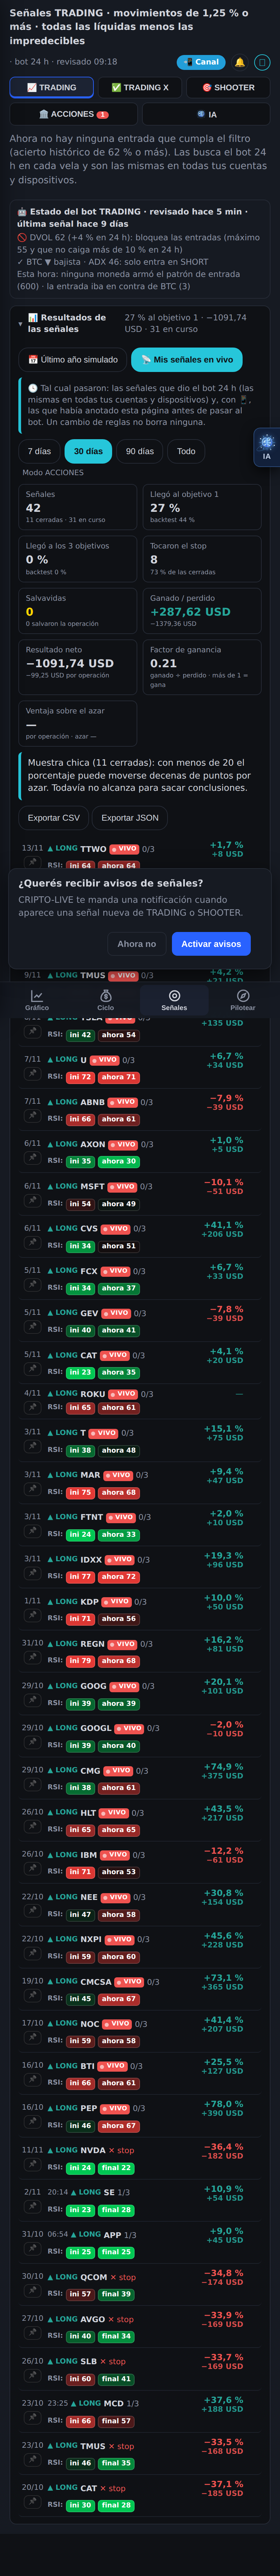 Señales TRADING · movimientos de 1,25 % o
más · todas las líquidas menos las
impredecibles
· bot 24 h · revisado 09:18
📲 Canal 🔔
📈 TRADING
✅ TRADING X
🎯 SHOOTER
🏛️ ACCIONES 1
IA
Ahora no hay ninguna entrada que cumpla el filtro
(acierto histórico de 62 % o más). Las busca el bot 24
h en cada vela y son las mismas en todas tus cuentas
y dispositivos.
🤖 Estado del bot TRADING · revisado hace 5 min ·
última señal hace 9 días
🚫 DVOL 62 (+4 % en 24 h): bloquea las entradas (máximo
55 y que no caiga más de 10 % en 24 h)
✓ BTC ▼ bajista · ADX 46: solo entra en SHORT
Esta hora: ninguna moneda armó el patrón de entrada
(600) · la entrada iba en contra de BTC (3)
▾ 📊 Resultados de
las señales
27 % al objetivo 1 · −1091,74
USD · 31 en curso
📅 Último año simulado
📡 Mis señales en vivo
🕒 Tal cual pasaron: las señales que dio el bot 24 h (las
mismas en todas tus cuentas y dispositivos) y, con 📱,
las que había anotado esta página antes de pasar al
bot. Un cambio de reglas no borra ninguna.
IA
7 días
30 días
90 días
Todo
Modo ACCIONES
Señales
42
11 cerradas · 31 en curso
Llegó al objetivo 1
27 %
backtest 44 %
Llegó a los 3 objetivos
0 %
backtest 0 %
Tocaron el stop
8
73 % de las cerradas
Salvavidas
0
0 salvaron la operación
Ganado / perdido
+287,62 USD
−1379,36 USD
Resultado neto
−1091,74 USD
−99,25 USD por operación
Factor de ganancia
0.21
ganado ÷ perdido · más de 1 =
gana
Ventaja sobre el azar
—
por operación · azar —
Muestra chica (11 cerradas): con menos de 20 el
porcentaje puede moverse decenas de puntos por
azar. Todavía no alcanza para sacar conclusiones.
Exportar CSV
Exportar JSON
13/11 ▲ LONG TTWO ● VIVO 0/3 +1,7 %
+8 USD
RSI: ini 64 ahora 64
¿Querés recibir avisos de señales?
CRIPTO-LIVE te manda una notificación cuando
aparece una señal nueva de TRADING o SHOOTER.
Ahora no
Activar avisos
9/11 ▲ LONG TMUS ● VIVO 0/3 +4,2 %
+21 USD
Gráfico
Ciclo
Señales
Pilotear
+135 USD
RSI: ini 42 ahora 54
7/11 ▲ LONG U ● VIVO 0/3 +6,7 %
+34 USD
RSI: ini 72 ahora 71
7/11 ▲ LONG ABNB ● VIVO 0/3 −7,9 %
−39 USD
RSI: ini 66 ahora 61
6/11 ▲ LONG AXON ● VIVO 0/3 +1,0 %
+5 USD
RSI: ini 35 ahora 30
6/11 ▲ LONG MSFT ● VIVO 0/3 −10,1 %
−51 USD
RSI: ini 54 ahora 49
6/11 ▲ LONG CVS ● VIVO 0/3 +41,1 %
+206 USD
RSI: ini 34 ahora 51
5/11 ▲ LONG FCX ● VIVO 0/3 +6,7 %
+33 USD
RSI: ini 34 ahora 37
5/11 ▲ LONG GEV ● VIVO 0/3 −7,8 %
−39 USD
RSI: ini 40 ahora 41
5/11 ▲ LONG CAT ● VIVO 0/3 +4,1 %
+20 USD
RSI: ini 23 ahora 35
4/11 ▲ LONG ROKU ● VIVO 0/3 —
RSI: ini 65 ahora 61
3/11 ▲ LONG T ● VIVO 0/3 +15,1 %
+75 USD
RSI: ini 38 ahora 48
3/11 ▲ LONG MAR ● VIVO 0/3 +9,4 %
+47 USD
RSI: ini 75 ahora 68
3/11 ▲ LONG FTNT ● VIVO 0/3 +2,0 %
+10 USD
RSI: ini 24 ahora 33
3/11 ▲ LONG IDXX ● VIVO 0/3 +19,3 %
+96 USD
RSI: ini 77 ahora 72
1/11 ▲ LONG KDP ● VIVO 0/3 +10,0 %
+50 USD
RSI: ini 71 ahora 56
31/10 ▲ LONG REGN ● VIVO 0/3 +16,2 %
+81 USD
RSI: ini 79 ahora 68
29/10 ▲ LONG GOOG ● VIVO 0/3 +20,1 %
+101 USD
RSI: ini 39 ahora 39
29/10 ▲ LONG GOOGL ● VIVO 0/3 −2,0 %
−10 USD
RSI: ini 39 ahora 40
29/10 ▲ LONG CMG ● VIVO 0/3 +74,9 %
+375 USD
RSI: ini 38 ahora 61
26/10 ▲ LONG HLT ● VIVO 0/3 +43,5 %
+217 USD
RSI: ini 65 ahora 65
26/10 ▲ LONG IBM ● VIVO 0/3 −12,2 %
−61 USD
RSI: ini 71 ahora 53
22/10 ▲ LONG NEE ● VIVO 0/3 +30,8 %
+154 USD
RSI: ini 47 ahora 58
22/10 ▲ LONG NXPI ● VIVO 0/3 +45,6 %
+228 USD
RSI: ini 59 ahora 60
19/10 ▲ LONG CMCSA ● VIVO 0/3 +73,1 %
+365 USD
RSI: ini 45 ahora 67
17/10 ▲ LONG NOC ● VIVO 0/3 +41,4 %
+207 USD
RSI: ini 59 ahora 58
16/10 ▲ LONG BTI ● VIVO 0/3 +25,5 %
+127 USD
RSI: ini 66 ahora 61
16/10 ▲ LONG PEP ● VIVO 0/3 +78,0 %
+390 USD
RSI: ini 46 ahora 67
11/11 ▲ LONG NVDA ✕ stop −36,4 %
−182 USD
RSI: ini 24 final 22
2/11 20:14 ▲ LONG SE 1/3 +10,9 %
+54 USD
RSI: ini 23 final 28
31/10 06:54 ▲ LONG APP 1/3 +9,0 %
+45 USD
RSI: ini 25 final 25
30/10 ▲ LONG QCOM ✕ stop −34,8 %
−174 USD
RSI: ini 57 final 39
27/10 ▲ LONG AVGO ✕ stop −33,9 %
−169 USD
RSI: ini 40 final 34
26/10 ▲ LONG SLB ✕ stop −33,7 %
−169 USD
RSI: ini 60 final 41
23/10 23:25 ▲ LONG MCD 1/3 +37,6 %
+188 USD
RSI: ini 66 final 57
23/10 ▲ LONG TMUS ✕ stop −33,5 %
−168 USD
RSI: ini 46 final 35
20/10 ▲ LONG CAT ✕ stop −37,1 %
−185 USD
RSI: ini 30 final 28